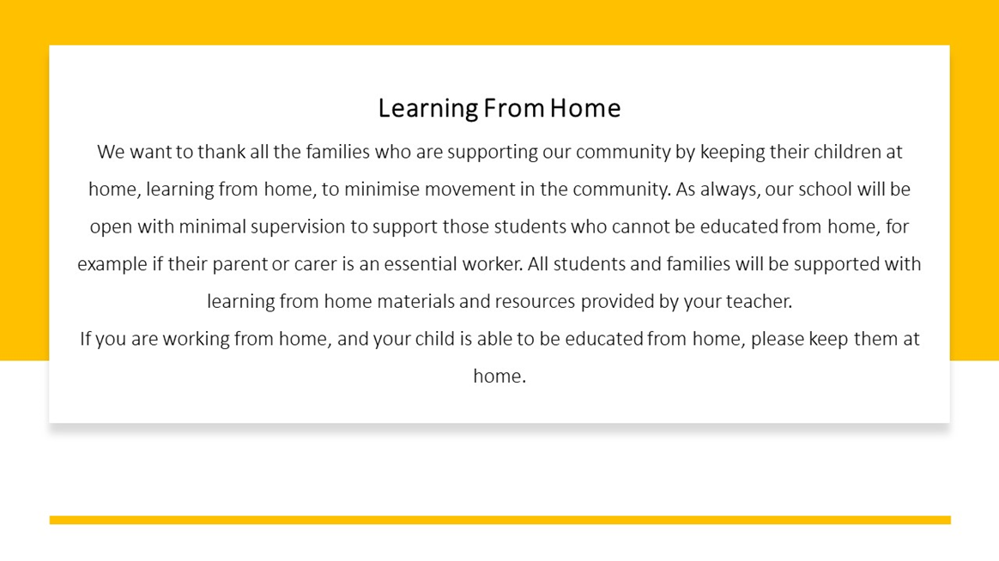 Learning From Home
We want to thank all the families who are supporting our community by keeping their children at
home, learning from home, to minimise movement in the community. As always, our school will be
open with minimal supervision to support those students who cannot be educated from home, for
example if their parent or carer is an essential worker. All students and families will be supported with
learning from home materials and resources provided by your teacher.
If you are working from home, and your child is able to be educated from home, please keep them at
home.